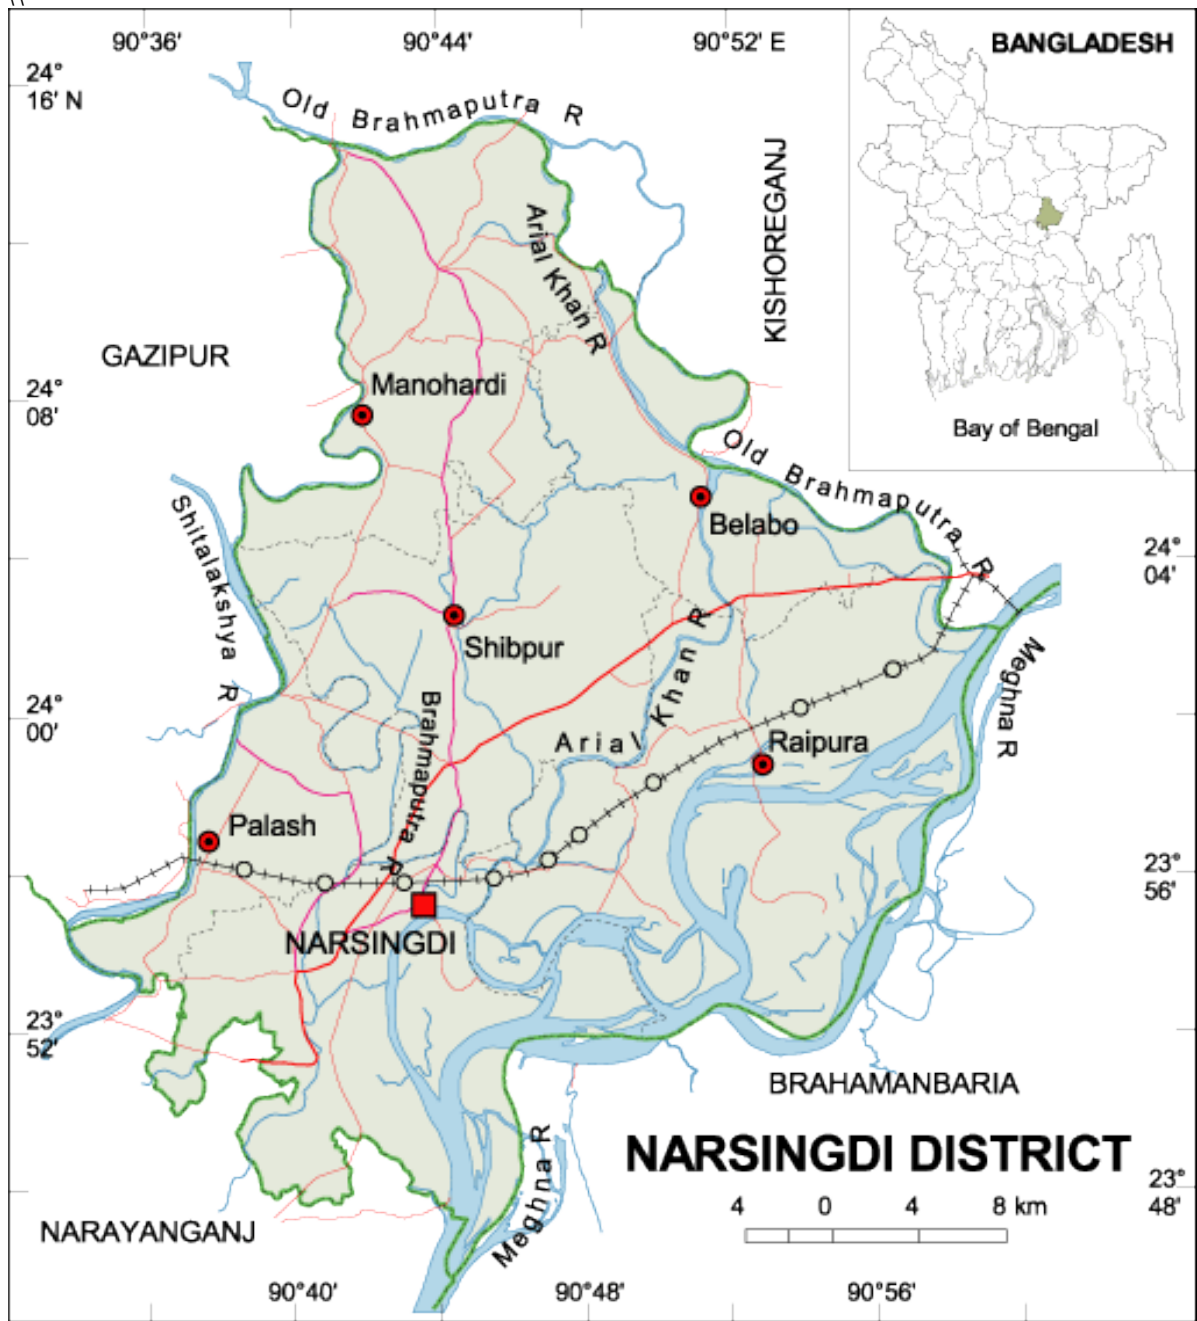 90°36'
90°44'
90°52' E
BANGLADESH
24°
16' N
Old Brahmaputra R
KISHOREGANJ
Arial Khan R
GAZIPUR
Manohardi
24°
08'
Bay of Bengal
Old Brahmaputra R
Shitalakshya R
Belabo
24°
04'
Shibpur
Meghna R
Brahmaputra R
Arial Khan R
24°
00'
Raipura
Palash
23°
56'
NARSINGDI
23°
52'
BRAHAMANBARIA
NARSINGDI DISTRICT
Meghna R
23°
48'
4 0 4 8 km
NARAYANGANJ
90°40'
90°48'
90°56'